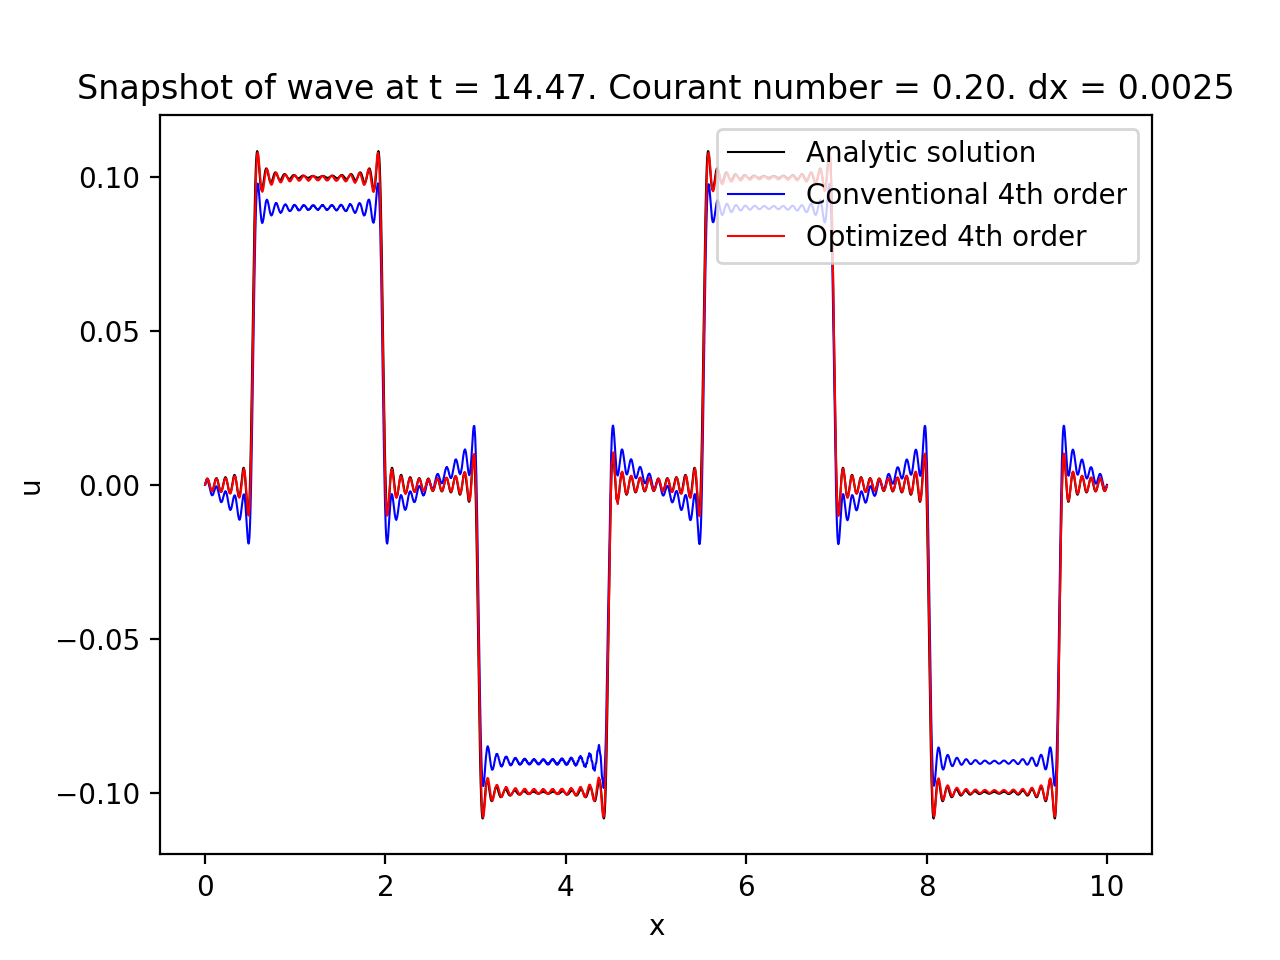 Snapshot of wave at t = 14.47. Courant number = 0.20. dx = 0.0025
Analytic solution
Conventional 4th order
Optimized 4th order
0.10
0.05
0.00
−0.05
−0.10
u
0 2 4 6 8 10
x